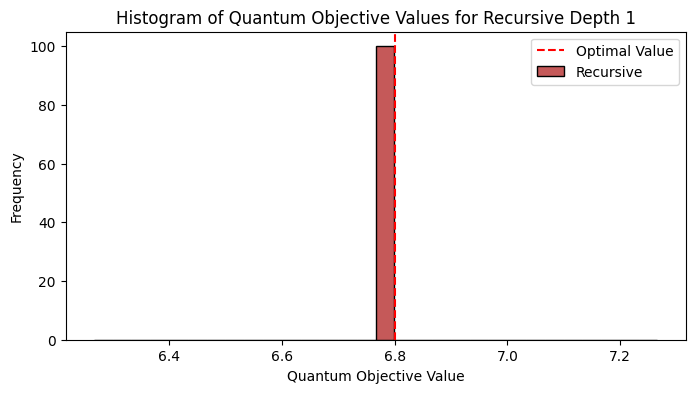 Histogram of Quantum Objective Values for Recursive Depth 1
Optimal Value
Recursive
100
80
60
40
20
0
Frequency
6.4 6.6 6.8 7.0 7.2
Quantum Objective Value